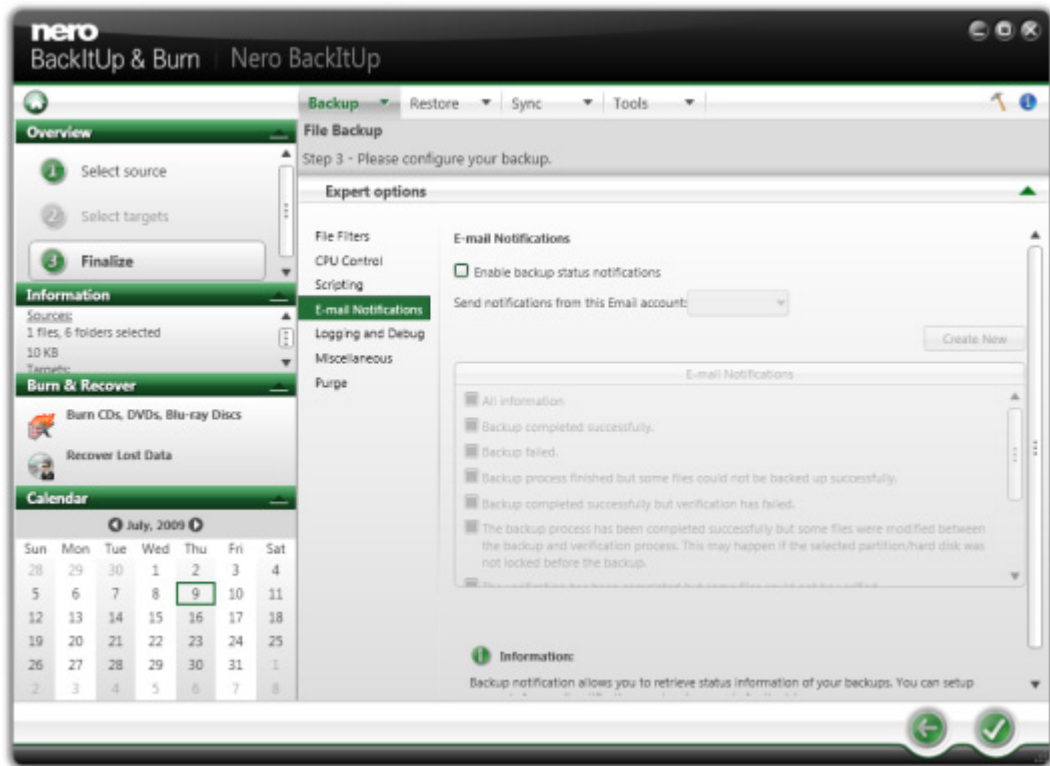 nero
BackItUp & Burn | Nero BackItUp
Backup Restore Sync Tools
Overview
1 Select source
2 Select targets
3 Finalize
Information
Sources:
1 files, 6 folders selected
10 KB
Targets:
Burn & Recover
Burn CDs, DVDs, Blu-ray Discs
Recover Lost Data
Calendar
July, 2009
Sun Mon Tue Wed Thu Fri Sat
28 29 30 1 2 3 4
5 6 7 8 9 10 11
12 13 14 15 16 17 18
19 20 21 22 23 24 25
26 27 28 29 30 31 1
2 3 4 5 6 7 8
File Backup
Step 3 - Please configure your backup.
Expert options
File Filters
CPU Control
Scripting
E-mail Notifications
Logging and Debug
Miscellaneous
Purge
E-mail Notifications
Enable backup status notifications
Send notifications from this Email account:
Create New
E-mail Notifications
All information
Backup completed successfully.
Backup failed.
Backup process finished but some files could not be backed up successfully.
Backup completed successfully but verification has failed.
The backup process has been completed successfully but some files were modified between
the backup and verification process. This may happen if the selected partition/hard disk was
not locked before the backup.
Information:
Backup notification allows you to retrieve status information of your backups. You can setup